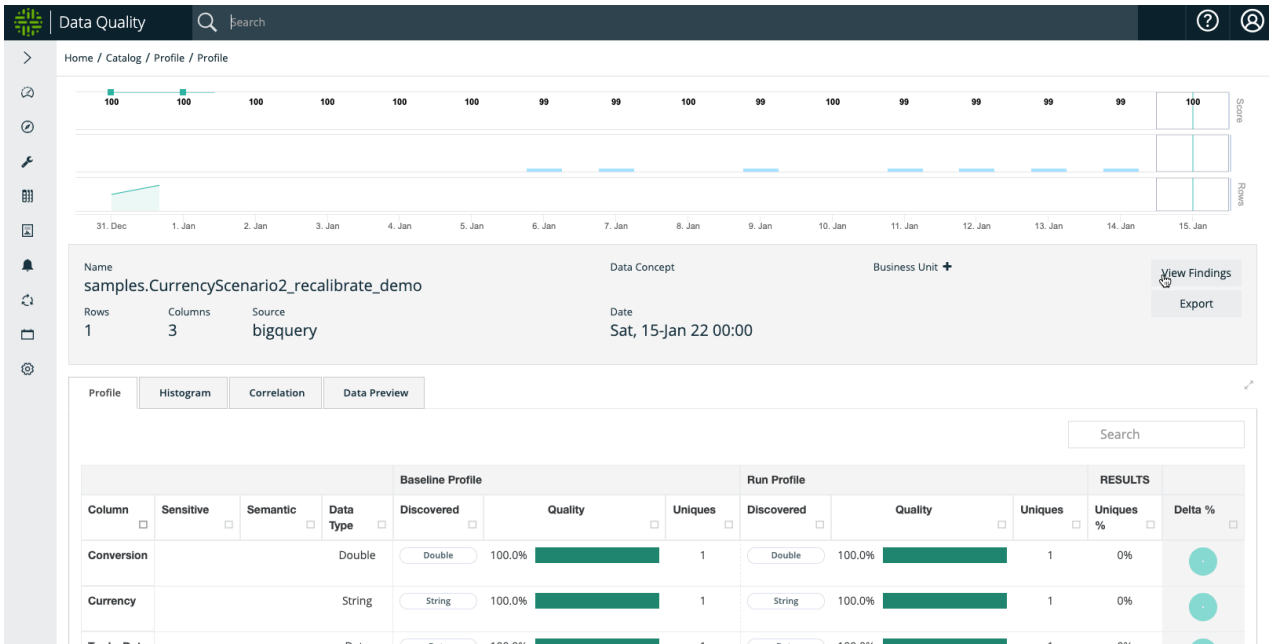 Data Quality
Search
Home / Catalog / Profile / Profile
100 100 100 100 100 100 99 99 100 99 100 99 99 99 99 100
Score
Rows
31. Dec 1. Jan 2. Jan 3. Jan 4. Jan 5. Jan 6. Jan 7. Jan 8. Jan 9. Jan 10. Jan 11. Jan 12. Jan 13. Jan 14. Jan 15. Jan
Name Data Concept Business Unit +
View Findings
samples.CurrencyScenario2_recalibrate_demo
Export
Rows Columns Source Date
1 3 bigquery Sat, 15-Jan 22 00:00
Profile Histogram Correlation Data Preview
Search
Baseline Profile Run Profile RESULTS
Column Sensitive Semantic Data Type Discovered Quality Uniques Discovered Quality Uniques Uniques % Delta %
Conversion Double Double 100.0% 1 Double 100.0% 1 0%
Currency String String 100.0% 1 String 100.0% 1 0%